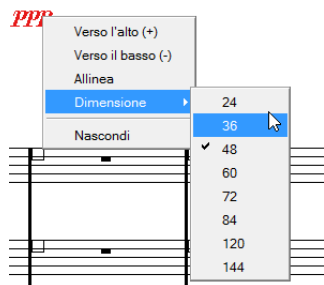 ppp
Verso l'alto (+)
Verso il basso (-)
Allinea
Dimensione
Nascondi
24
36
48
60
72
84
120
144